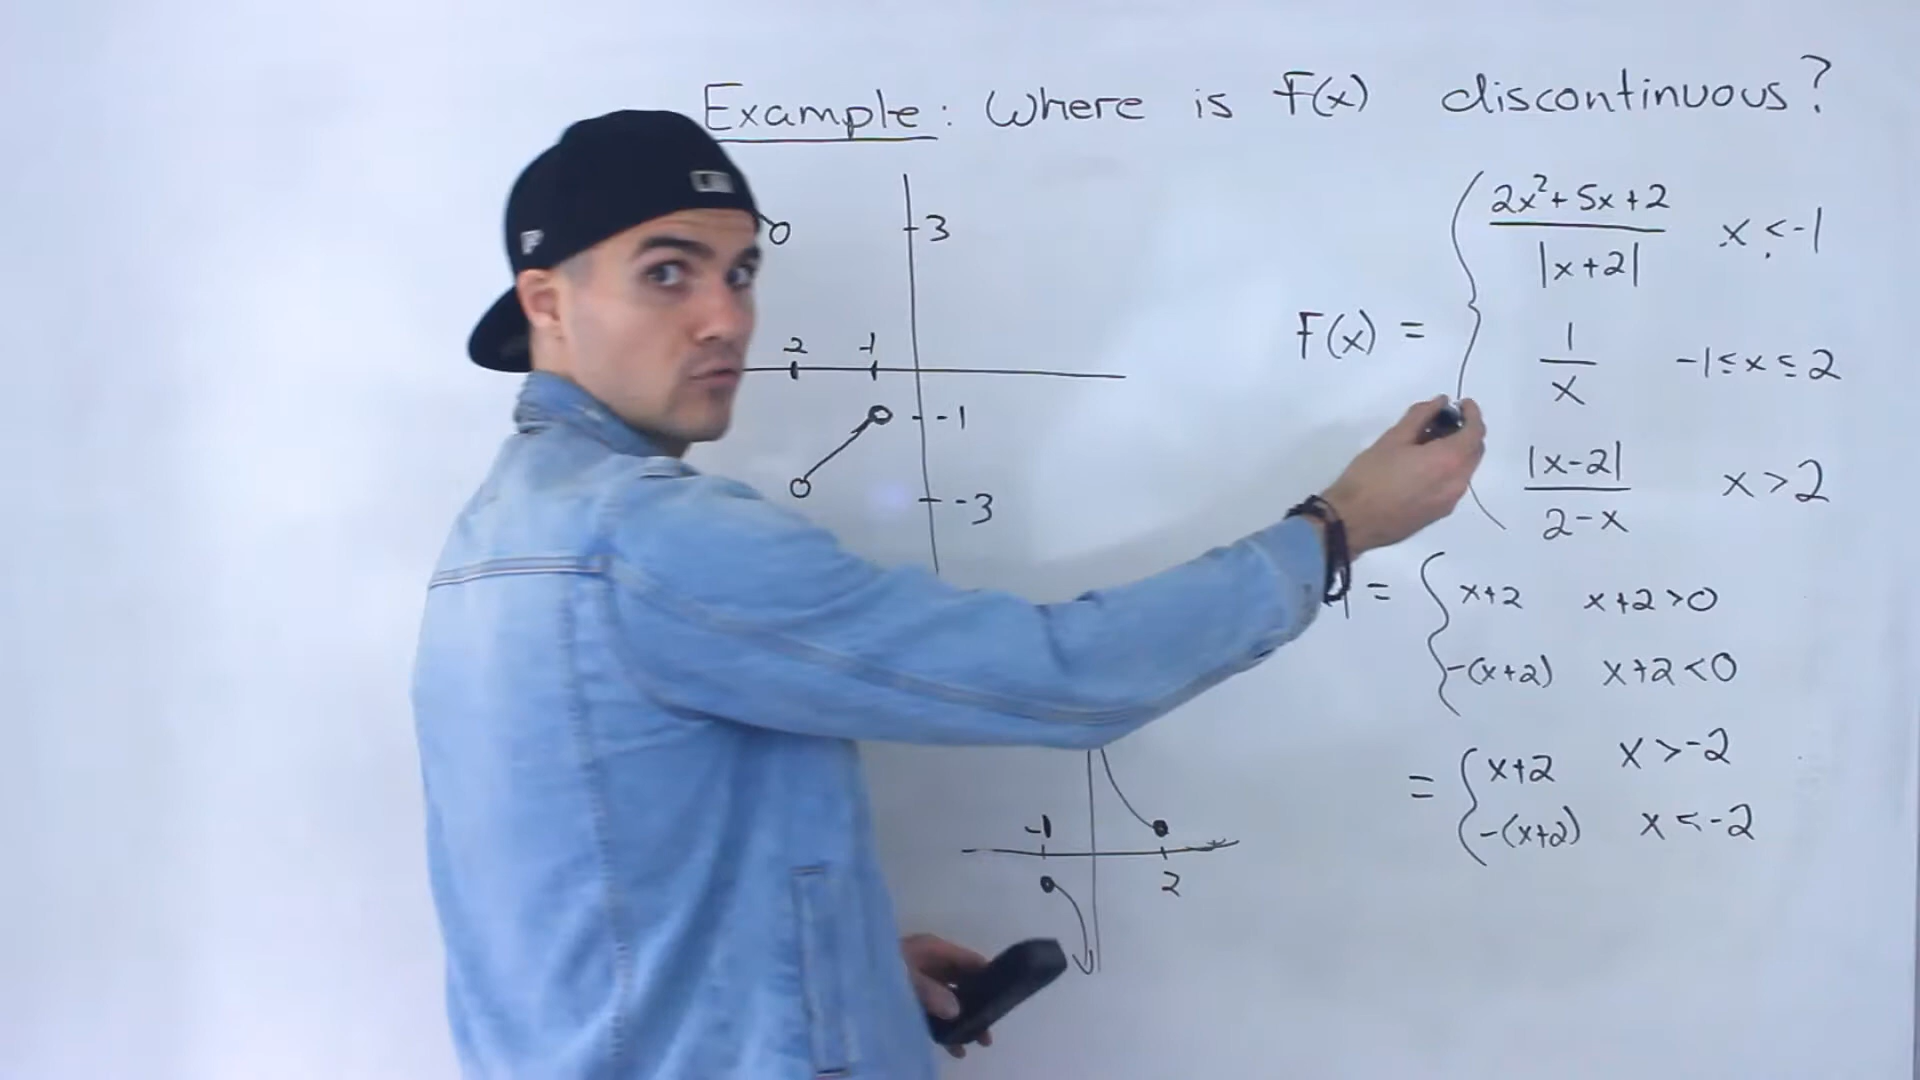 Example: Where is F(x) discontinuous?
3
-2 -1
-1
-3
F(x) = { (2x²+5x+2)/|x+2| x < -1
1/x -1 ≤ x ≤ 2
|x-2|/(2-x) x > 2
= { x+2 x+2 > 0
-(x+2) x+2 < 0
= { x+2 x > -2
-(x+2) x < -2
-1
2